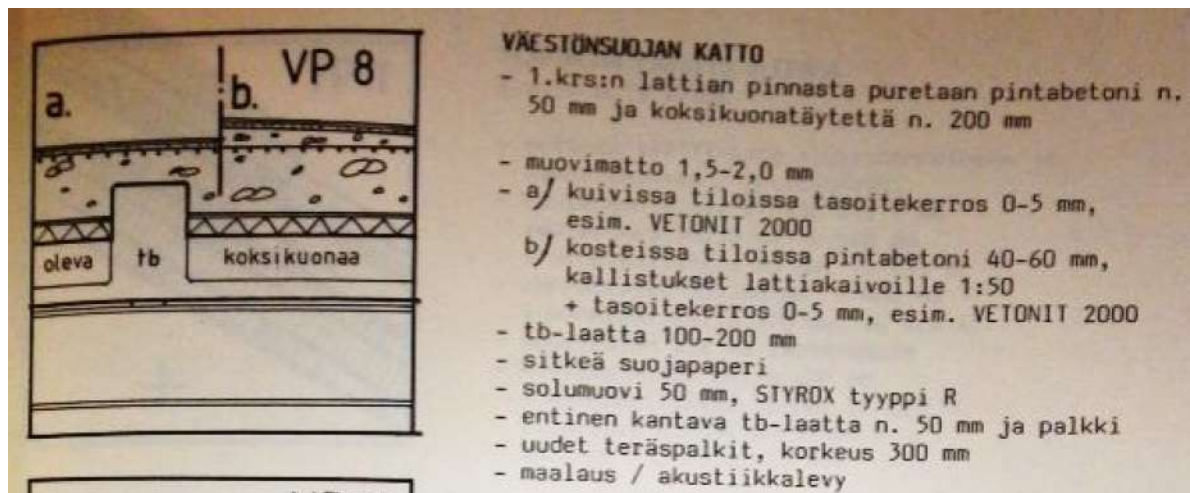 VP 8
a.
b.
oleva
tb
koksikuonaa
VÄESTÖNSUOJAN KATTO
- 1.krs:n lattian pinnasta puretaan pintabetoni n.
50 mm ja koksikuonatäytettä n. 200 mm
- muovimatto 1,5-2,0 mm
- a/ kuivissa tiloissa tasoitekerros 0-5 mm,
esim. VETONIT 2000
b/ kosteissa tiloissa pintabetoni 40-60 mm,
kallistukset lattiakaivoille 1:50
+ tasoitekerros 0-5 mm, esim. VETONIT 2000
- tb-laatta 100-200 mm
- sitkeä suojapaperi
- solumuovi 50 mm, STYROX tyyppi R
- entinen kantava tb-laatta n. 50 mm ja palkki
- uudet teräspalkit, korkeus 300 mm
- maalaus / akustiikkalevy